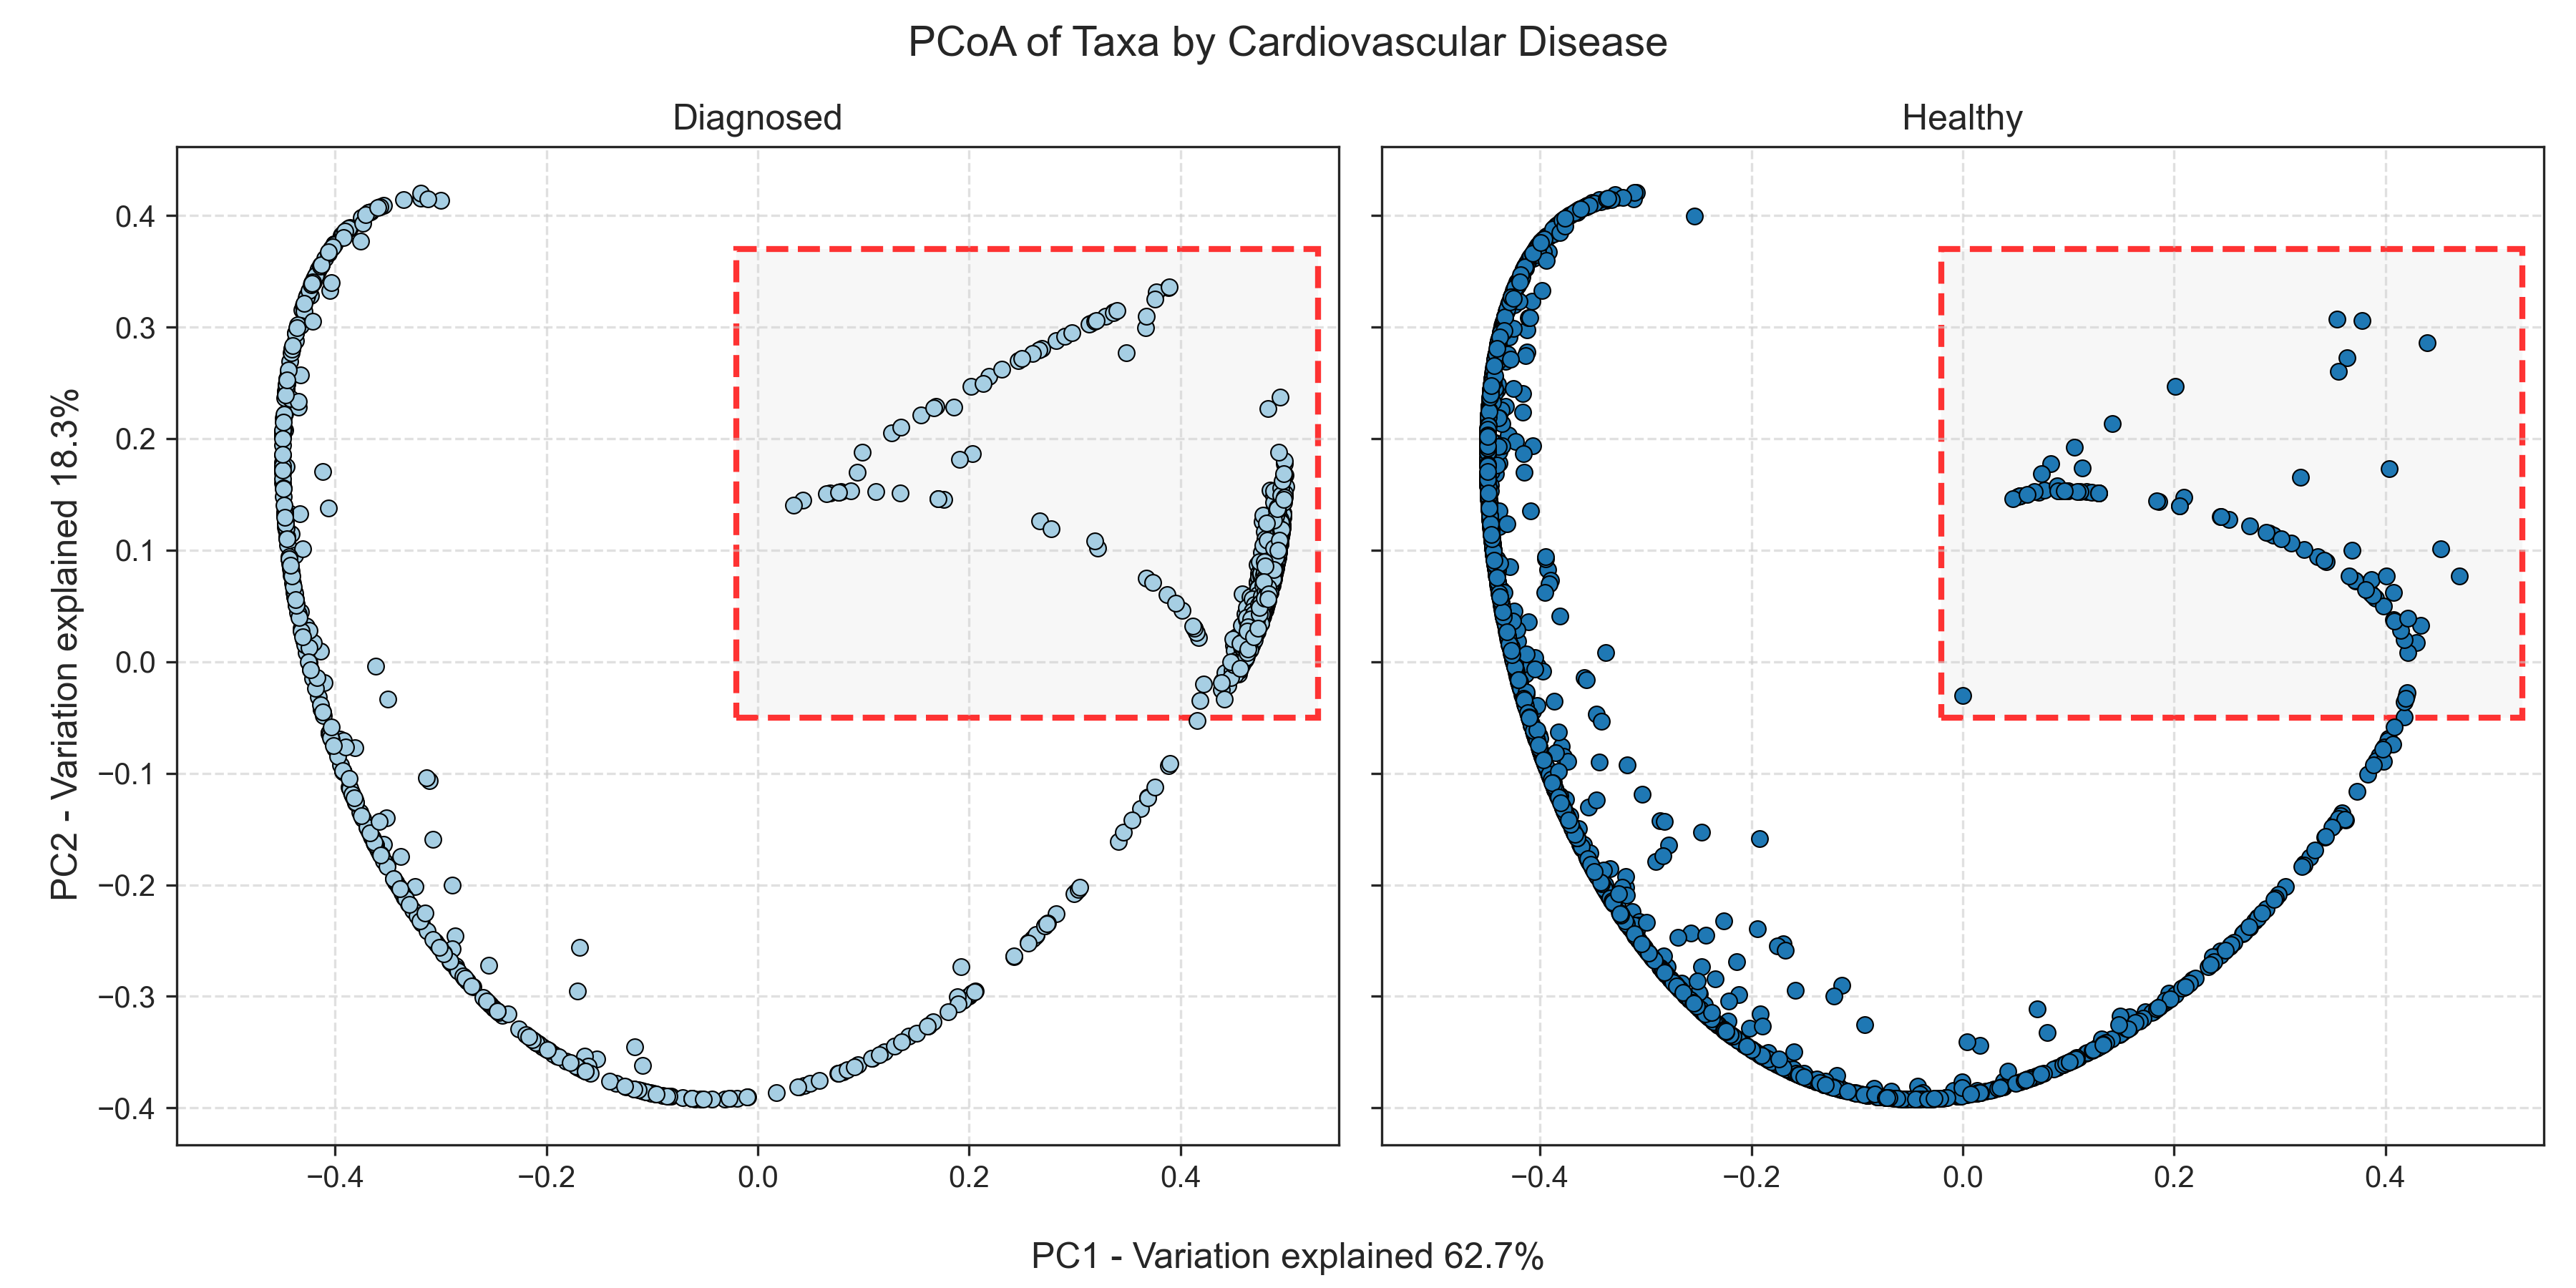 PCoA of Taxa by Cardiovascular Disease
Diagnosed
Healthy
PC2 - Variation explained 18.3%
0.4
0.3
0.2
0.1
0.0
−0.1
−0.2
−0.3
−0.4
−0.4 −0.2 0.0 0.2 0.4
−0.4 −0.2 0.0 0.2 0.4
PC1 - Variation explained 62.7%